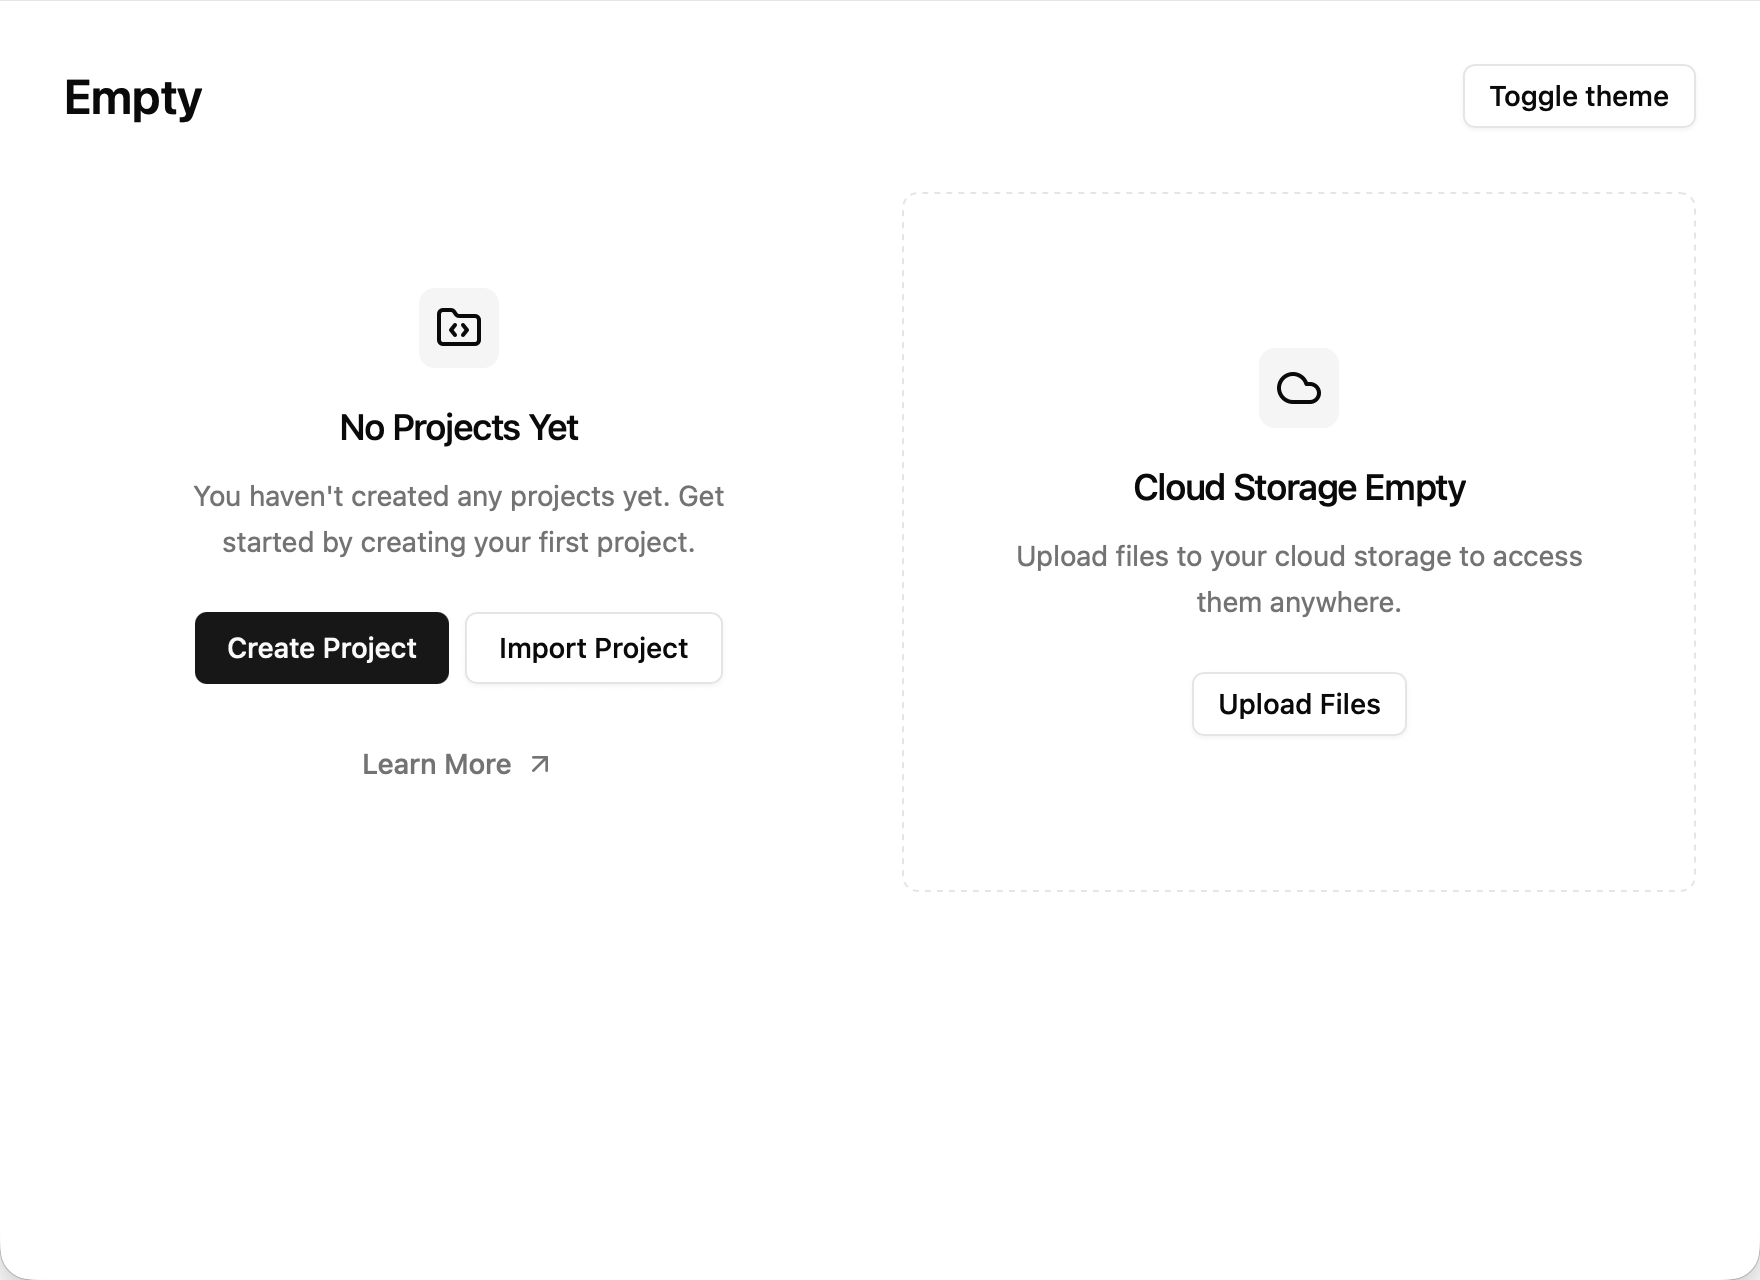 Empty
Toggle theme
No Projects Yet
You haven't created any projects yet. Get
started by creating your first project.
Create Project
Import Project
Learn More
Cloud Storage Empty
Upload files to your cloud storage to access
them anywhere.
Upload Files